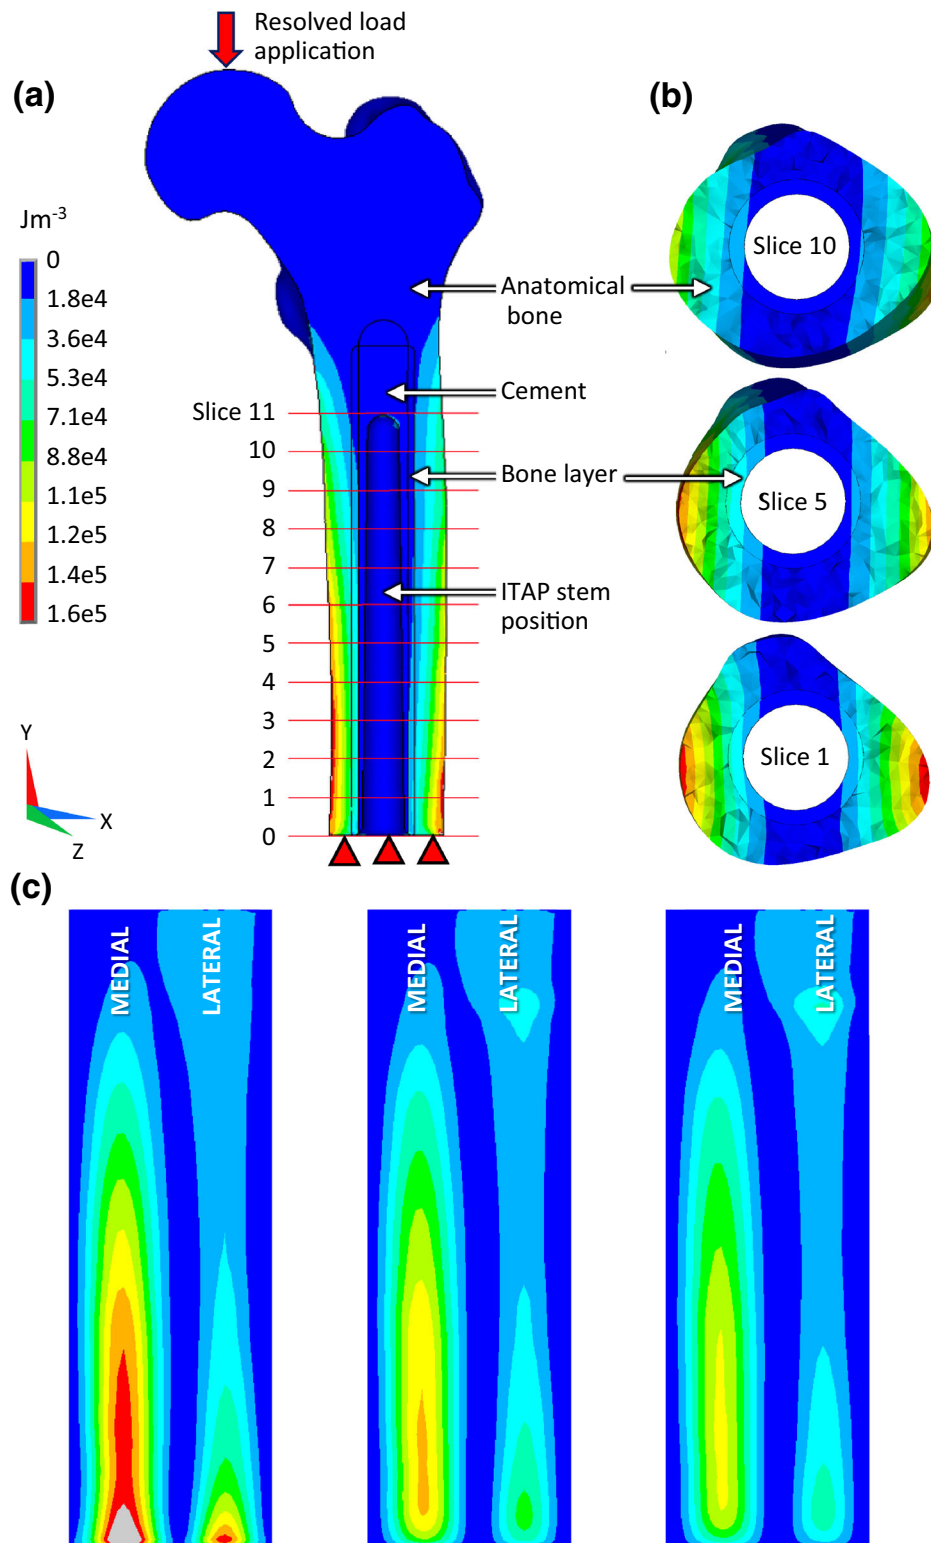 Resolved load
application
(a)
(b)
Jm-3
0
1.8e4
3.6e4
5.3e4
7.1e4
8.8e4
1.1e5
1.2e5
1.4e5
1.6e5
Slice 10
Anatomical
bone
Cement
Slice 11
10
Bone layer
9
Slice 5
8
7
ITAP stem
position
6
5
4
3
2
1
0
Slice 1
Y
X
Z
(c)
MEDIAL
LATERAL
MEDIAL
LATERAL
MEDIAL
LATERAL